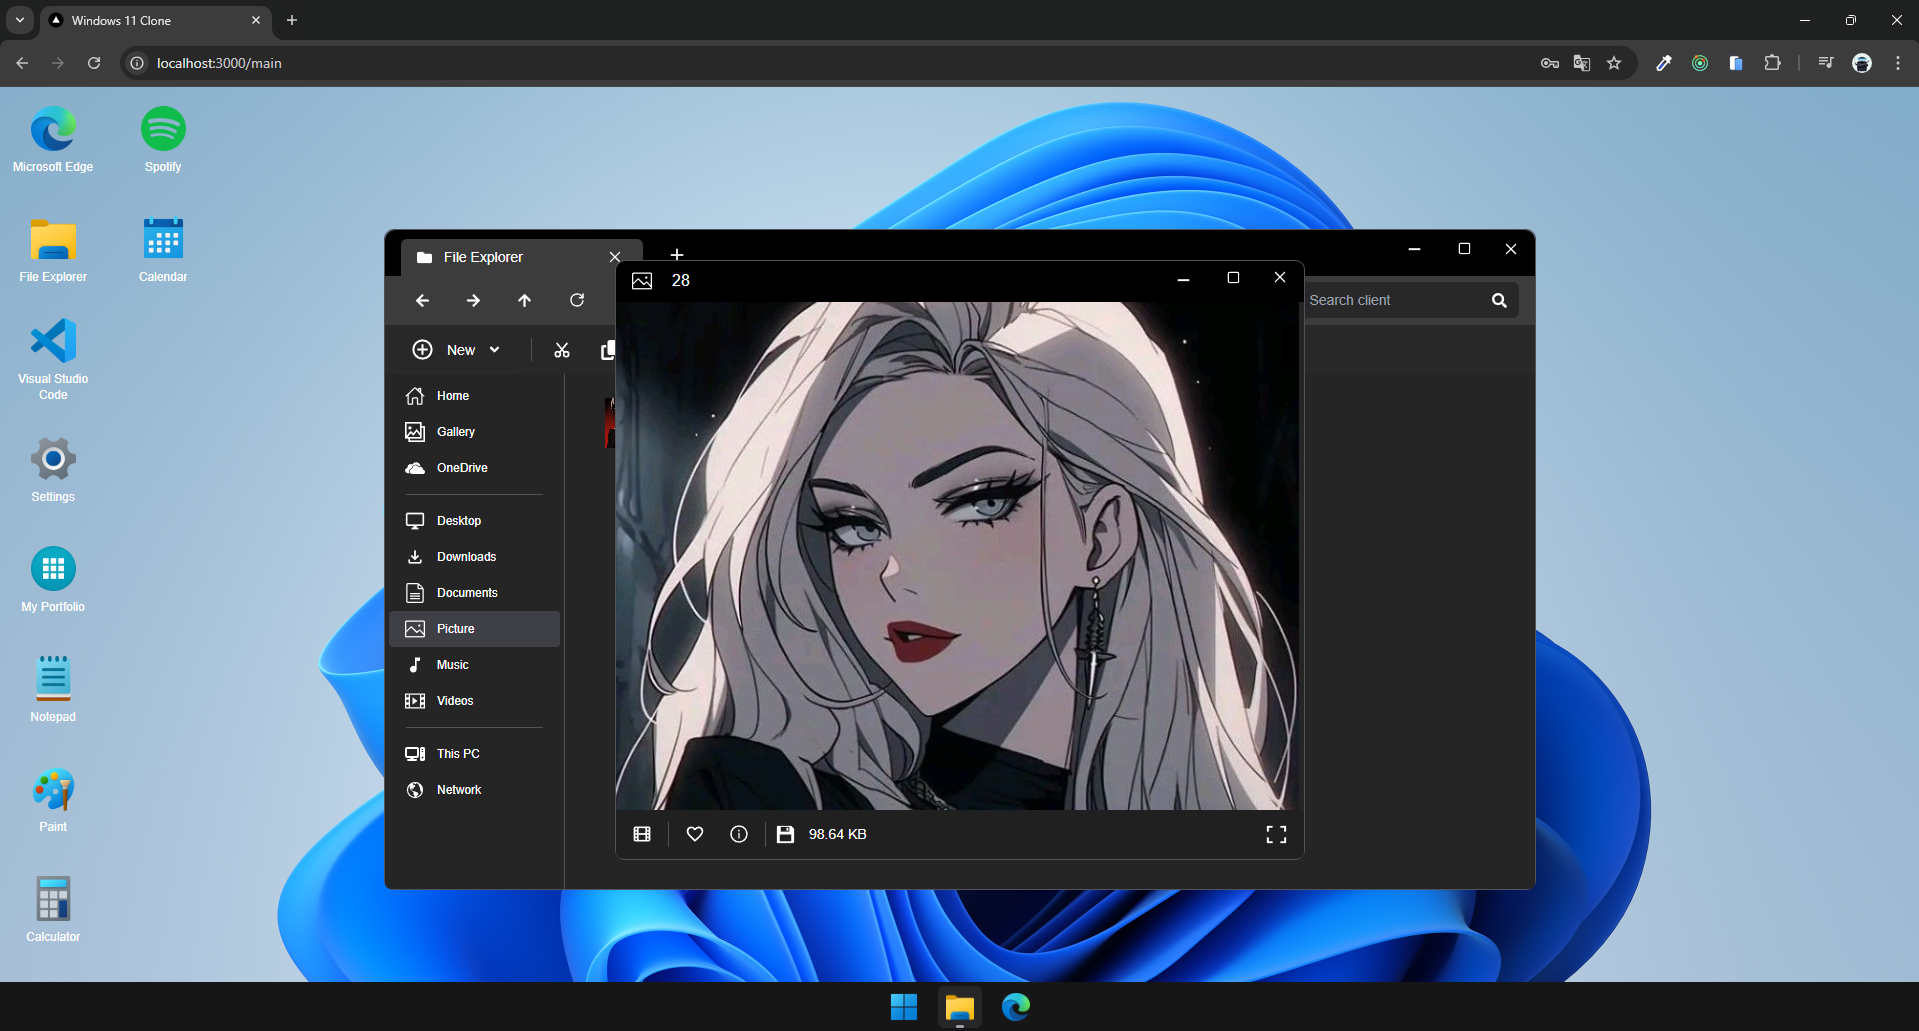 Windows 11 Clone
localhost:3000/main
Microsoft Edge
Spotify
File Explorer
Calendar
Visual Studio
Code
Settings
My Portfolio
Notepad
Paint
Calculator
File Explorer
Search client
New
Home
Gallery
OneDrive
Desktop
Downloads
Documents
Picture
Music
Videos
This PC
Network
28
98.64 KB